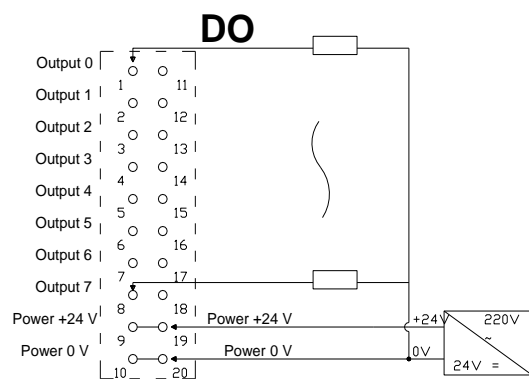 DO
Output 0
1 11
Output 1
2 12
Output 2
3 13
Output 3
4 14
Output 4
5 15
Output 5
6 16
Output 6
7 17
Output 7
8 18
Power +24 V Power +24 V +24V 220V
9 19 ~
Power 0 V Power 0 V 0V 24V =
10 20